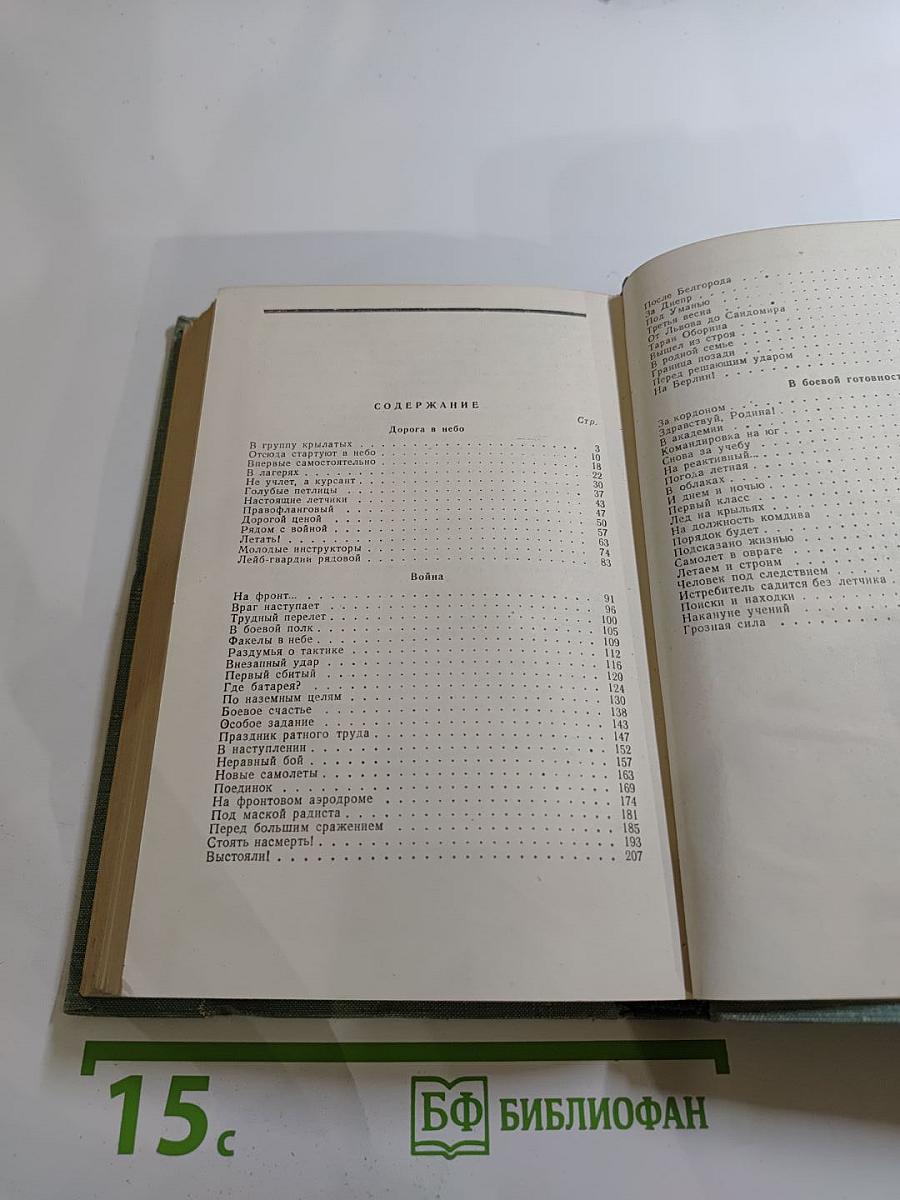 СОДЕРЖАНИЕ
Стр.
Дорога в небо
В группу крылатых 3
Отсюда стартуют в небо 10
Впервые самостоятельно 18
В лагерях 22
Не учлет, а курсант 30
Голубые петлицы 37
Настоящие летчики 43
Правофланговый 47
Дорогой ценой 50
Рядом с войной 57
Летать! 63
Молодые инструкторы 74
Лейб-гвардии рядовой 83
Война
На фронт... 91
Враг наступает 96
Трудный перелет 100
В боевой полк 105
Факелы в небе 109
Раздумья о тактике 112
Внезапный удар 116
Первый сбитый 120
Где батарея? 124
По наземным целям 130
Боевое счастье 138
Особое задание 143
Праздник ратного труда 147
В наступлении 152
Неравный бой 157
Новые самолеты 163
Поединок 169
На фронтовом аэродроме 174
Под маской радиста 181
Перед большим сражением 185
Стоять насмерть! 193
Выстояли! 207
После Белгорода
За Днепр
Под Уманью
Третья весна
От Львова до Сандомира
Таран Оборина
Вышел из строя
В родной семье
Граница позади
Перед решающим ударом
На Берлин!
В боевой готовност
За кордоном
Здравствуй, Родина!
В академии
Командировка на юг
Снова за учебу
На реактивный...
Погода летная
В облаках
И днем и ночью
Первый класс
Лед на крыльях
На должность комдива
Порядок будет
Подсказано жизнью
Самолет в овраге
Летаем и строим
Человек под следствием
Истребитель садится без летчика
Поиски и находки
Накануне учений
Грозная сила
15 с
БФ БИБЛИОФАН